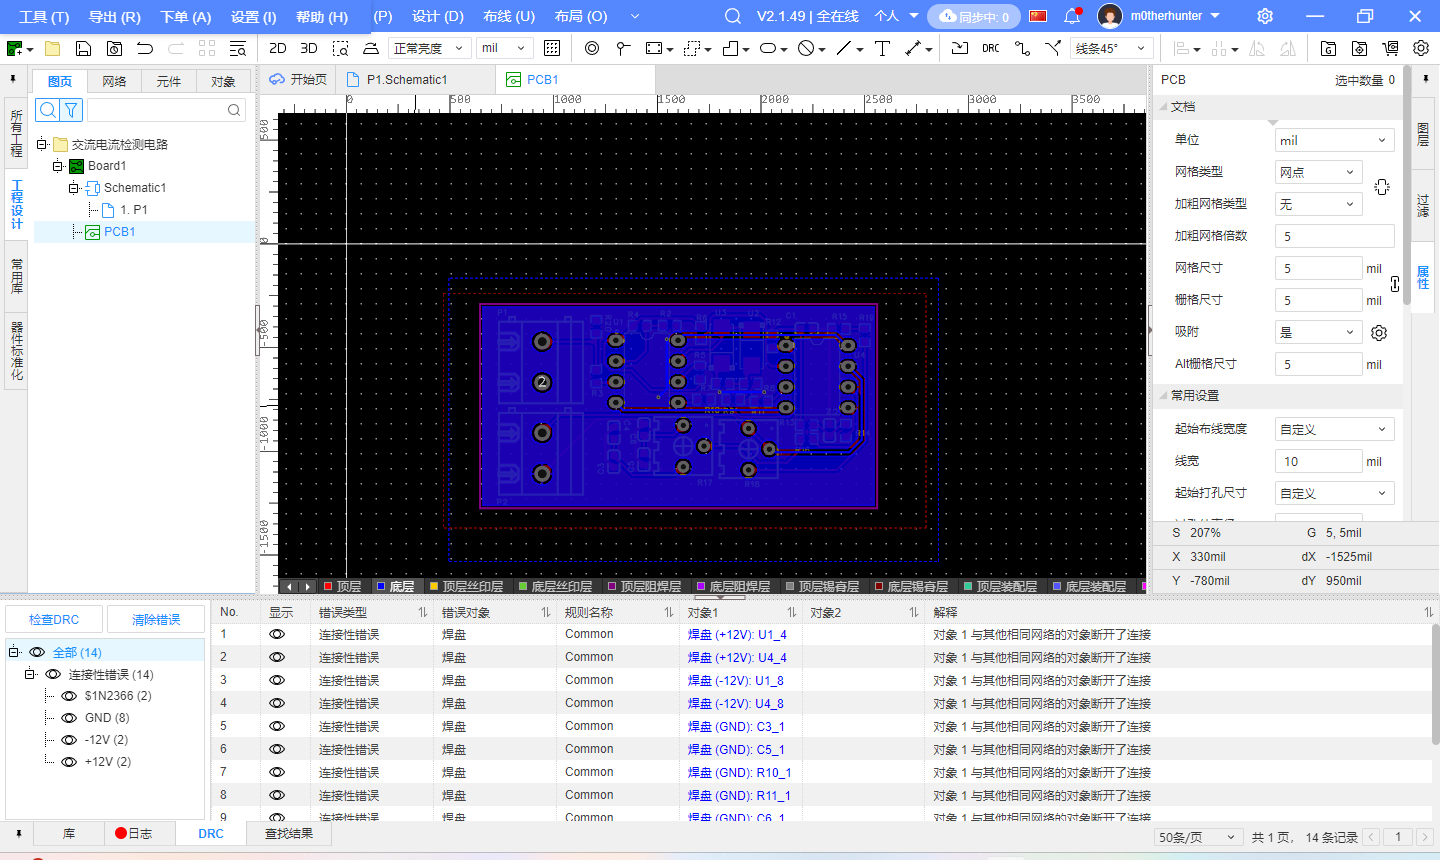 工具 (T) 导出 (R) 下单 (A) 设置 (I) 帮助 (H) (P) 设计 (D) 布线 (U) 布局 (O) V2.1.49 | 全在线 个人 同步中: 0 m0therhunter
2D 3D 正常亮度 mil DRC 线条45°
图页 网络 元件 对象
开始页 P1.Schematic1 PCB1
PCB 选中数量 0
所有工程
工程设计
常用库
器件标准化
交流电流检测电路
Board1
Schematic1
1. P1
PCB1
0 500 1000 1500 2000 2500 3000 3500
500
0
-500
-1000
-1500
P1 R4 R2 U3 U2 C1 R15 R19
R6 R12
R5 U4
R3
2
R13 R14
R17 R18
P2
图层
过滤
属性
文档
单位 mil
网格类型 网点
加粗网格类型 无
加粗网格倍数 5
网格尺寸 5 mil
栅格尺寸 5 mil
吸附 是
Alt栅格尺寸 5 mil
常用设置
起始布线宽度 自定义
线宽 10 mil
起始打孔尺寸 自定义
S 207% G 5, 5mil
X 330mil dX -1525mil
Y -780mil dY 950mil
顶层 底层 顶层丝印层 底层丝印层 顶层阻焊层 底层阻焊层 顶层锡膏层 底层锡膏层 顶层装配层 底层装配层
检查DRC 清除错误
全部 (14)
连接性错误 (14)
$1N2366 (2)
GND (8)
-12V (2)
+12V (2)
No. 显示 错误类型 错误对象 规则名称 对象1 对象2 解释
1 连接性错误 焊盘 Common 焊盘 (+12V): U1_4 对象 1 与其他相同网络的对象断开了连接
2 连接性错误 焊盘 Common 焊盘 (+12V): U4_4 对象 1 与其他相同网络的对象断开了连接
3 连接性错误 焊盘 Common 焊盘 (-12V): U1_8 对象 1 与其他相同网络的对象断开了连接
4 连接性错误 焊盘 Common 焊盘 (-12V): U4_8 对象 1 与其他相同网络的对象断开了连接
5 连接性错误 焊盘 Common 焊盘 (GND): C3_1 对象 1 与其他相同网络的对象断开了连接
6 连接性错误 焊盘 Common 焊盘 (GND): C5_1 对象 1 与其他相同网络的对象断开了连接
7 连接性错误 焊盘 Common 焊盘 (GND): R10_1 对象 1 与其他相同网络的对象断开了连接
8 连接性错误 焊盘 Common 焊盘 (GND): R11_1 对象 1 与其他相同网络的对象断开了连接
9 连接性错误 焊盘 Common 焊盘 (GND): C6_1 对象 1 与其他相同网络的对象断开了连接
库 日志 DRC 查找结果
50条/页 共 1 页, 14 条记录 1